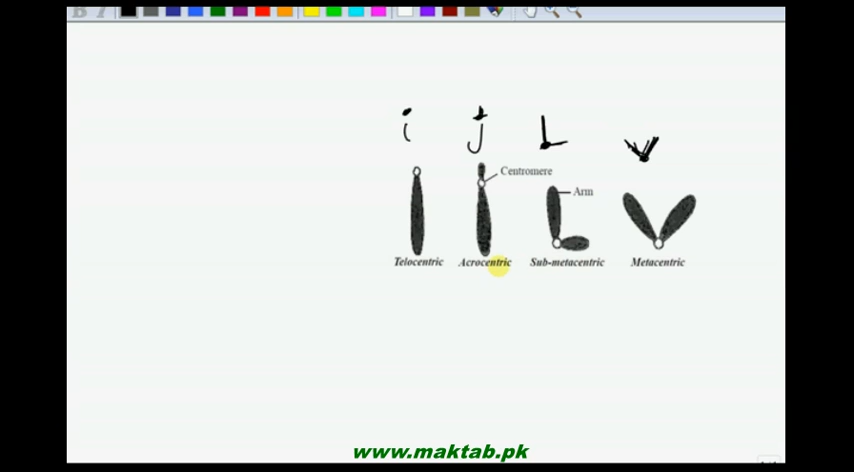 B I
i j L V
Centromere
Arm
Telocentric Acrocentric Sub-metacentric Metacentric
www.maktab.pk